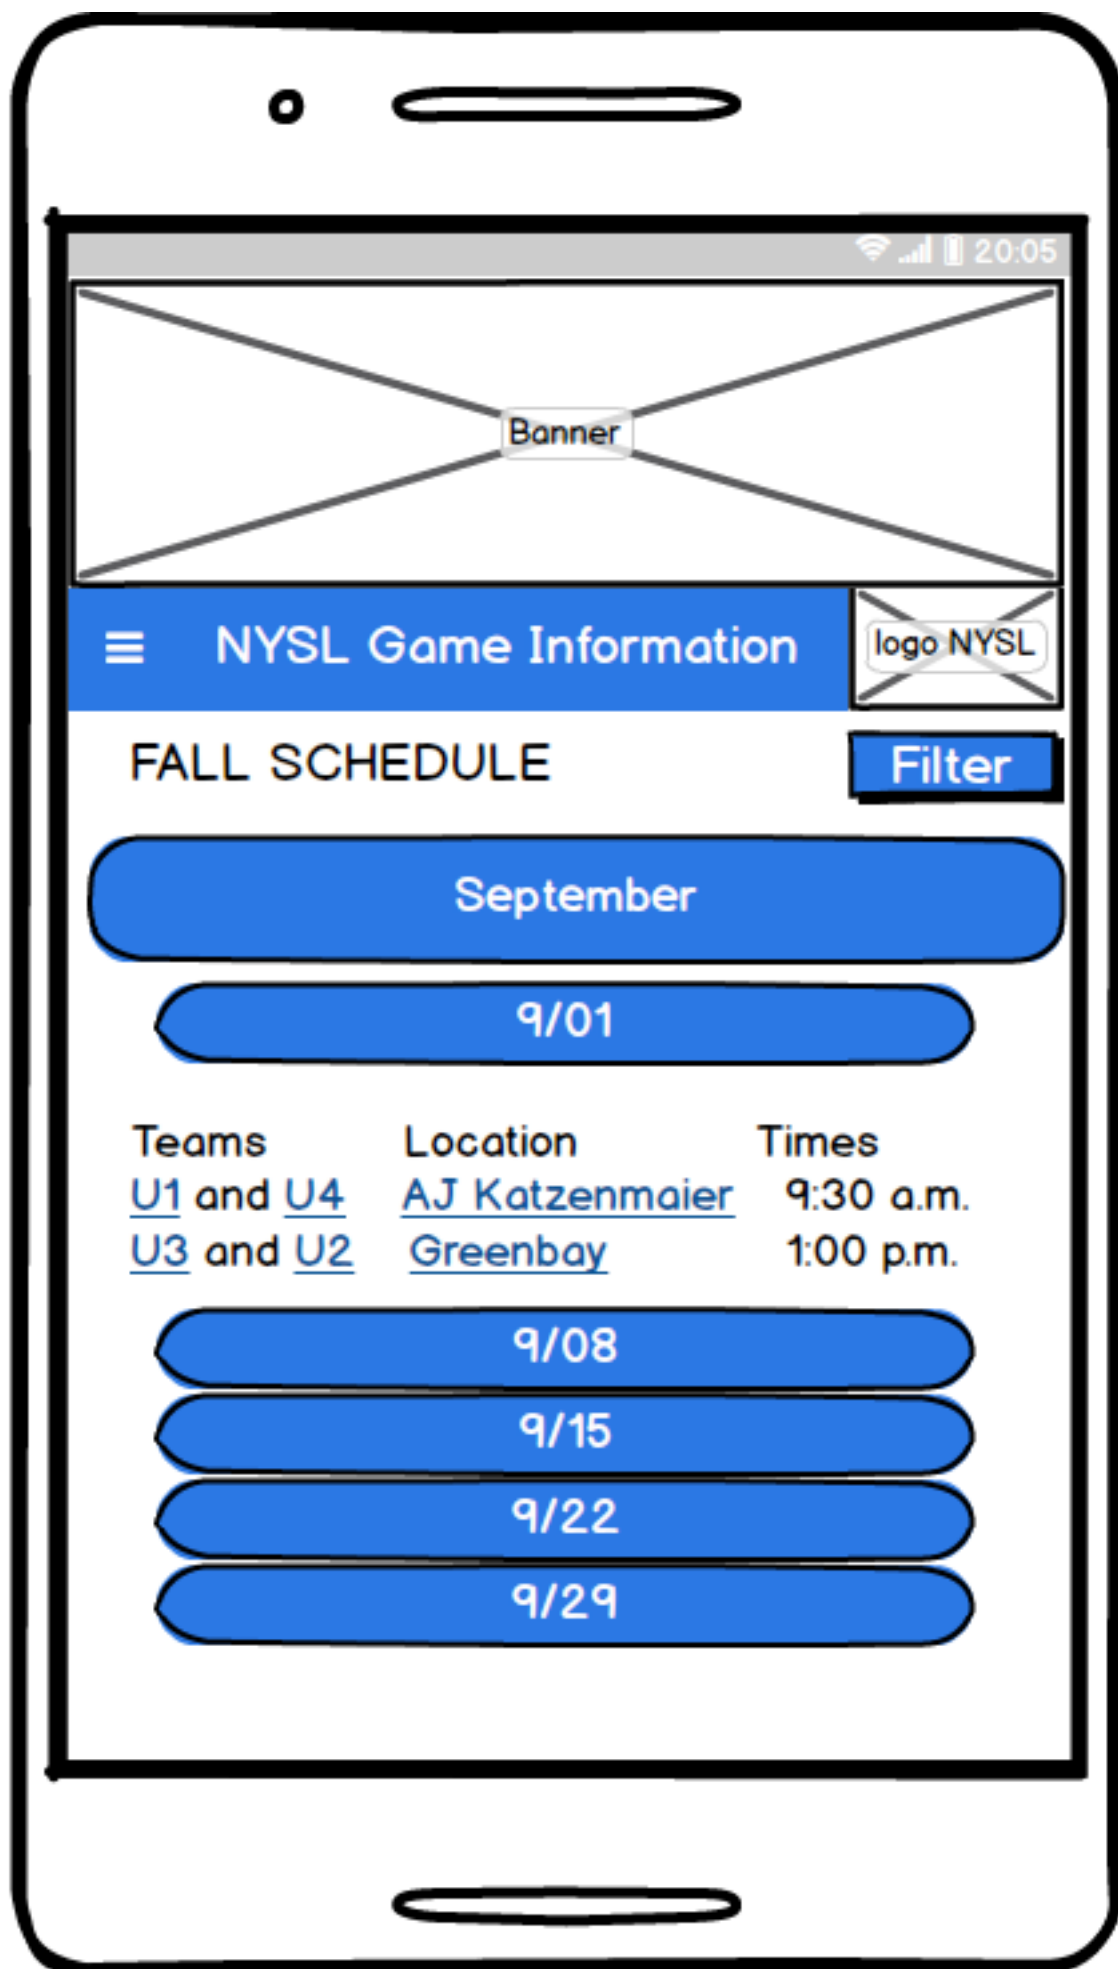 20:05
Banner
NYSL Game Information
logo NYSL
FALL SCHEDULE
Filter
September
9/01
Teams Location Times
U1 and U4 AJ Katzenmaier 9:30 a.m.
U3 and U2 Greenbay 1:00 p.m.
9/08
9/15
9/22
9/29